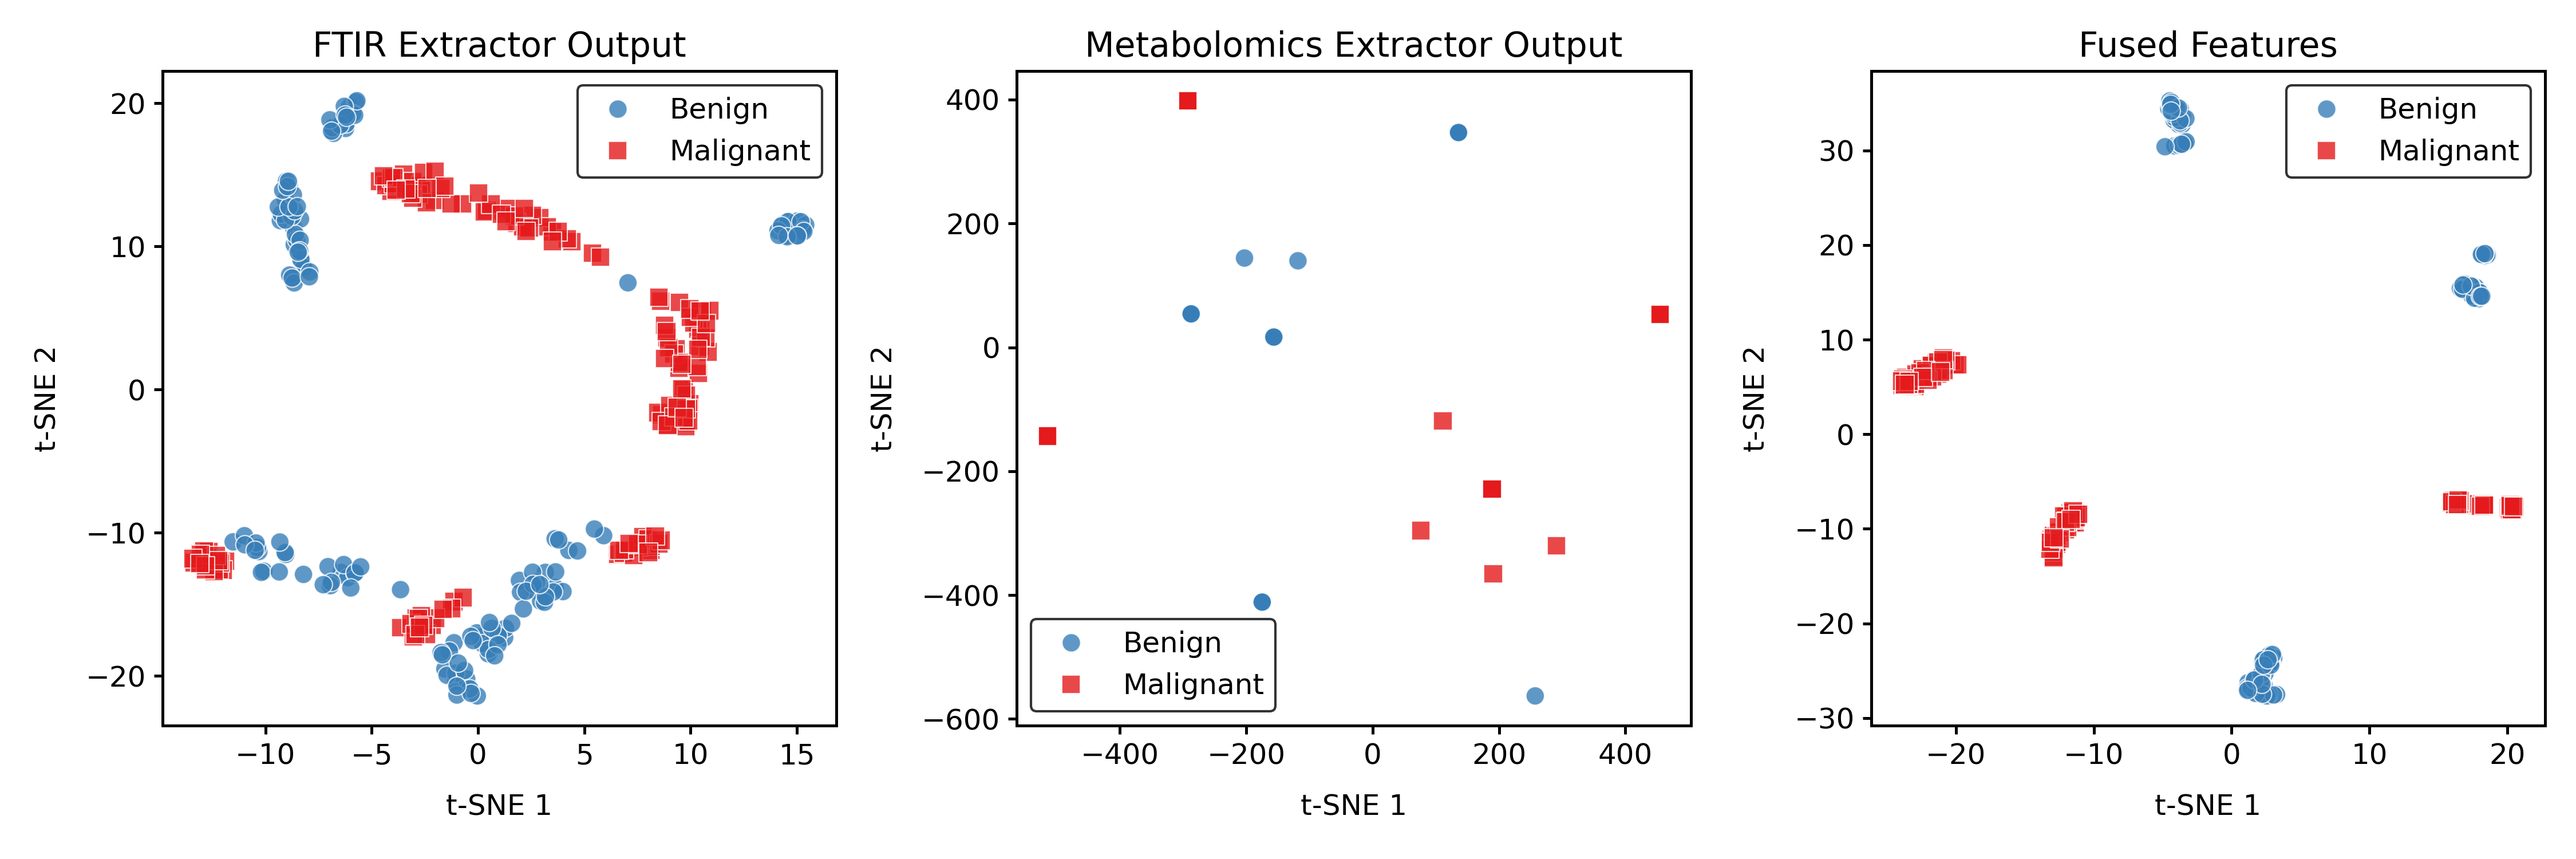 FTIR Extractor Output
Benign
Malignant
20
10
0
−10
−20
−10
−5
0
5
10
15
t-SNE 1
t-SNE 2
Metabolomics Extractor Output
Benign
Malignant
400
200
0
−200
−400
−600
−400
−200
0
200
400
t-SNE 1
t-SNE 2
Fused Features
Benign
Malignant
30
20
10
0
−10
−20
−30
−20
−10
0
10
20
t-SNE 1
t-SNE 2